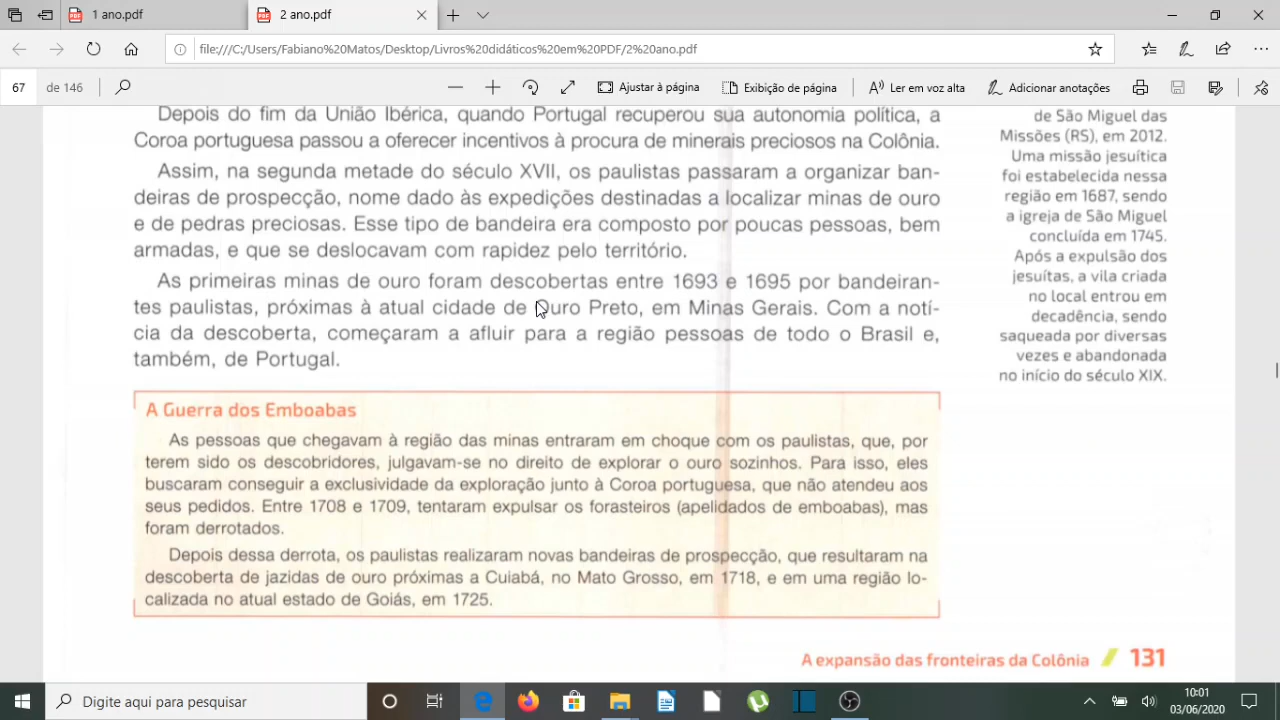 1 ano.pdf
2 ano.pdf
file:///C:/Users/Fabiano%20Matos/Desktop/Livros%20didáticos%20em%20PDF/2%20ano.pdf
67 de 146
Ajustar à página
Exibição de página
Ler em voz alta
Adicionar anotações
Depois do fim da União Ibérica, quando Portugal recuperou sua autonomia política, a
Coroa portuguesa passou a oferecer incentivos à procura de minerais preciosos na Colônia.
Assim, na segunda metade do século XVII, os paulistas passaram a organizar ban-
deiras de prospecção, nome dado às expedições destinadas a localizar minas de ouro
e de pedras preciosas. Esse tipo de bandeira era composto por poucas pessoas, bem
armadas, e que se deslocavam com rapidez pelo território.
As primeiras minas de ouro foram descobertas entre 1693 e 1695 por bandeiran-
tes paulistas, próximas à atual cidade de Ouro Preto, em Minas Gerais. Com a notí-
cia da descoberta, começaram a afluir para a região pessoas de todo o Brasil e,
também, de Portugal.
de São Miguel das
Missões (RS), em 2012.
Uma missão jesuítica
foi estabelecida nessa
região em 1687, sendo
a igreja de São Miguel
concluída em 1745.
Após a expulsão dos
jesuítas, a vila criada
no local entrou em
decadência, sendo
saqueada por diversas
vezes e abandonada
no início do século XIX.
A Guerra dos Emboabas
As pessoas que chegavam à região das minas entraram em choque com os paulistas, que, por
terem sido os descobridores, julgavam-se no direito de explorar o ouro sozinhos. Para isso, eles
buscaram conseguir a exclusividade da exploração junto à Coroa portuguesa, que não atendeu aos
seus pedidos. Entre 1708 e 1709, tentaram expulsar os forasteiros (apelidados de emboabas), mas
foram derrotados.
Depois dessa derrota, os paulistas realizaram novas bandeiras de prospecção, que resultaram na
descoberta de jazidas de ouro próximas a Cuiabá, no Mato Grosso, em 1718, e em uma região lo-
calizada no atual estado de Goiás, em 1725.
A expansão das fronteiras da Colônia 131
Digite aqui para pesquisar
10:01
03/06/2020